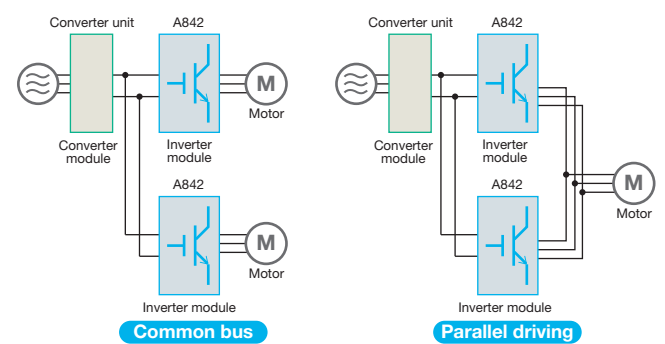 Converter unit
A842
M
Motor
Converter
module
Inverter
module
A842
M
Motor
Inverter module
Common bus
Converter unit
A842
Converter
module
Inverter
module
M
Motor
A842
Inverter module
Parallel driving